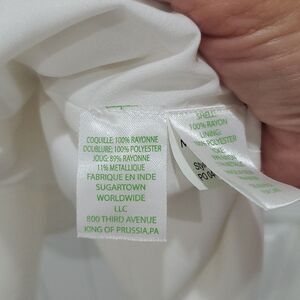 COQUILLE: 100% RAYONNE
DOUBLURE: 100% POLYESTER
JOUG: 89% RAYONNE
11% METALLIQUE
FABRIQUE EN INDE
SUGARTOWN
WORLDWIDE
LLC
800 THIRD AVENUE
KING OF PRUSSIA,PA
SHELL:
100% RAYON
LINING:
100% POLYESTER